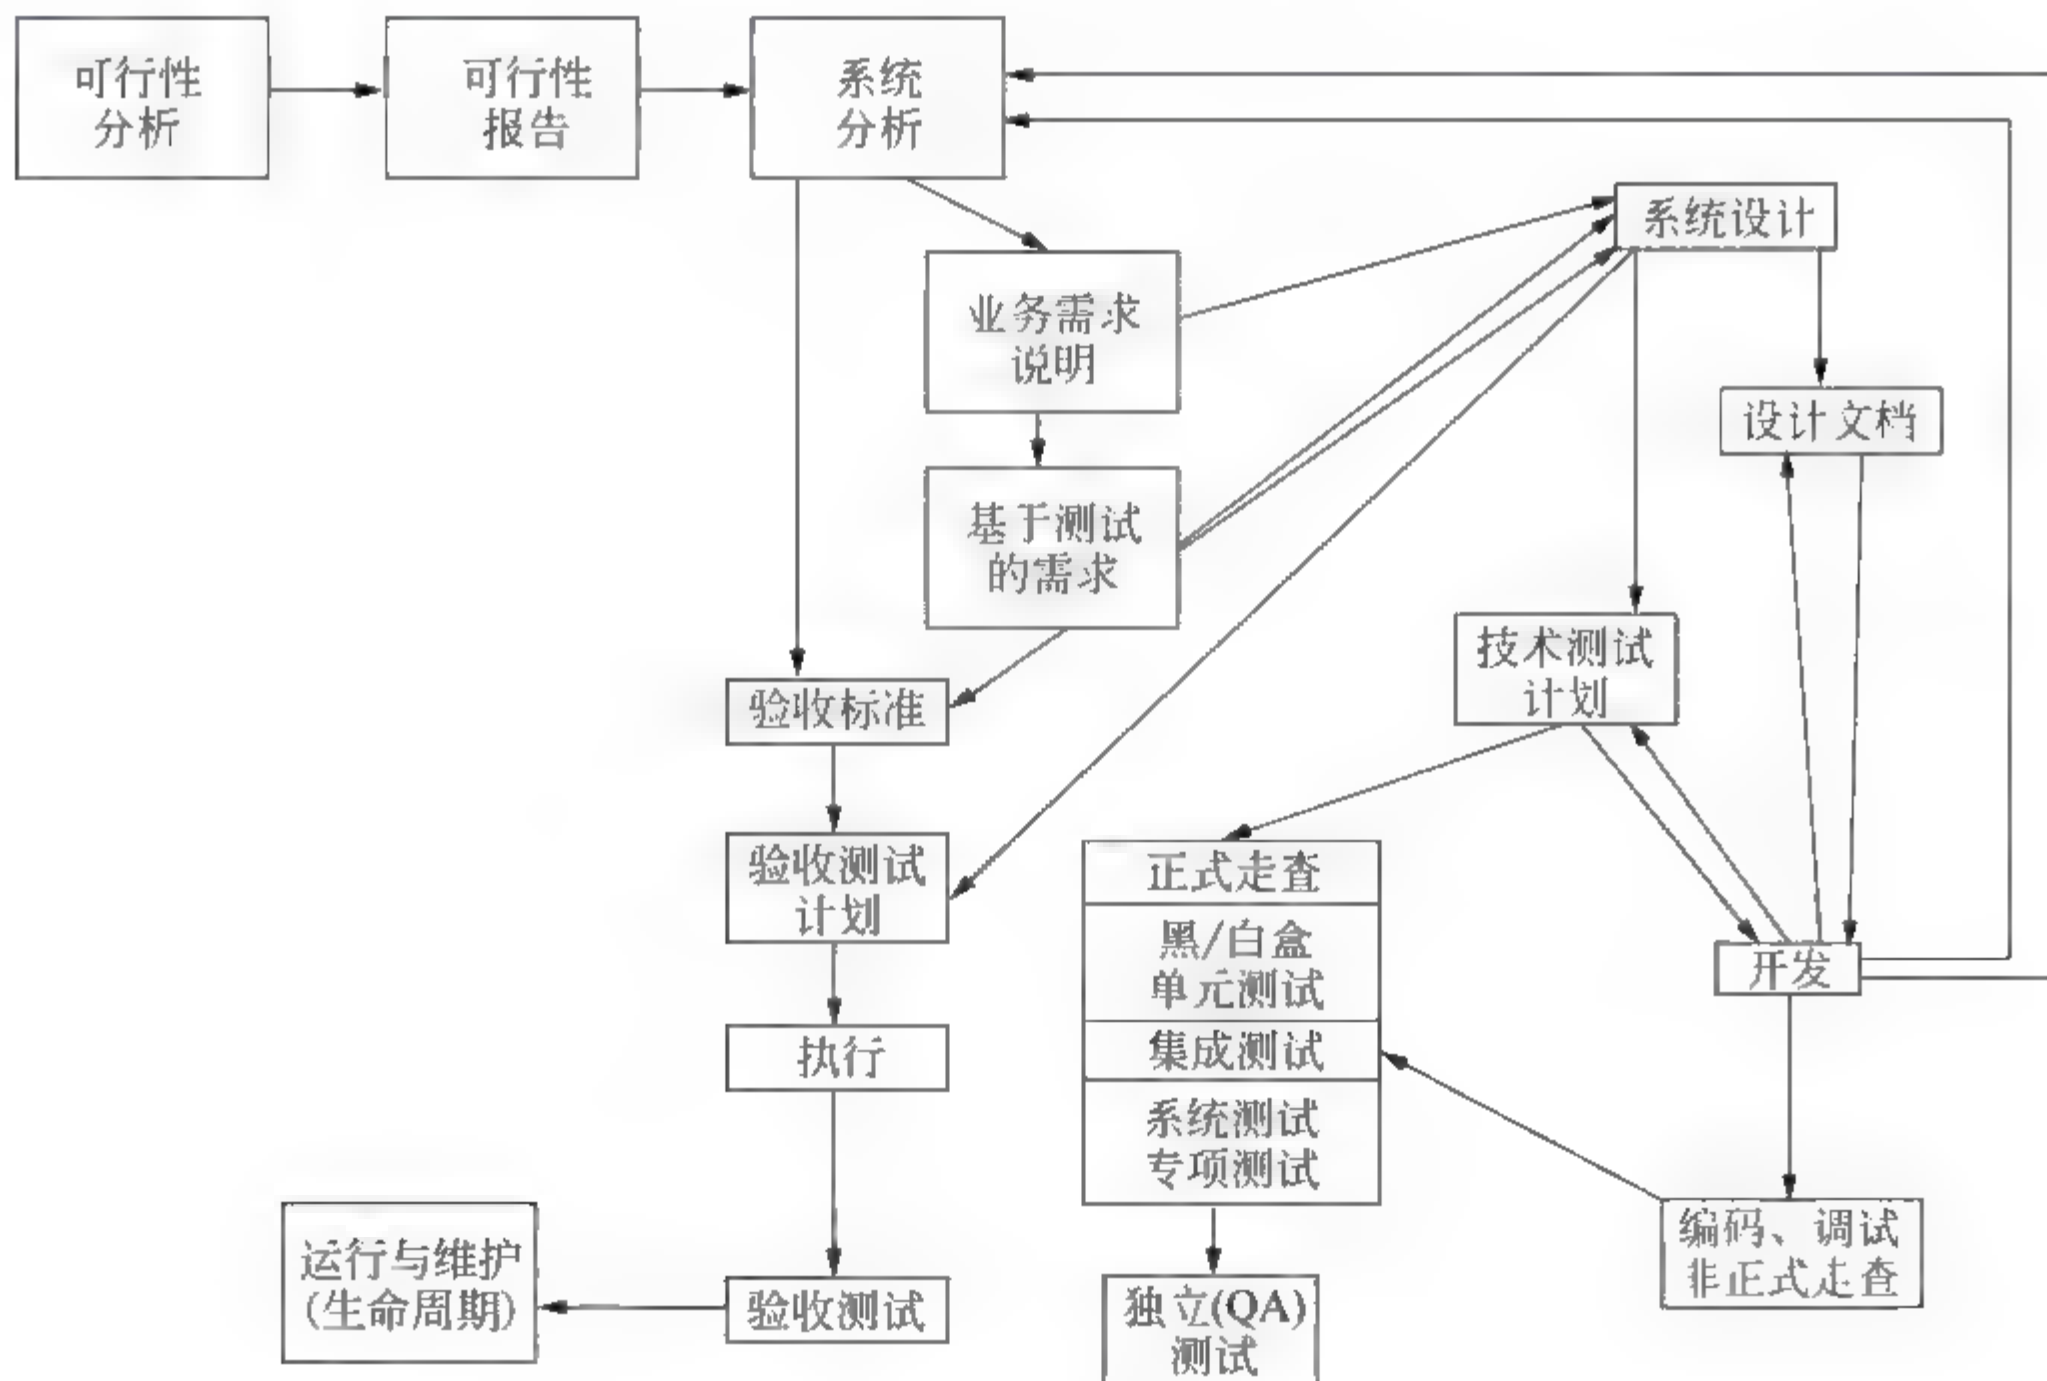 可行性
分析
可行性
报告
系统
分析
系统设计
业务需求
说明
设计文档
基于测试
的需求
技术测试
计划
验收标准
验收测试
计划
正式走查
黑/白盒
单元测试
开发
执行
集成测试
系统测试
专项测试
编码、调试
非正式走查
运行与维护
(生命周期)
验收测试
独立(QA)
测试